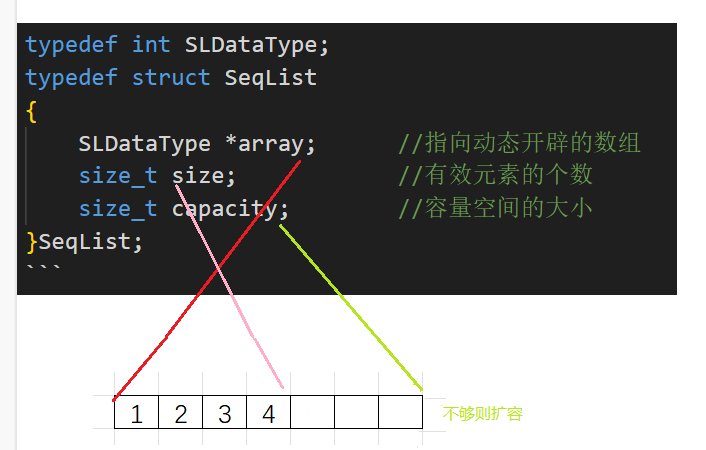 typedef int SLDataType;
typedef struct SeqList
{
SLDataType *array; //指向动态开辟的数组
size_t size; //有效元素的个数
size_t capacity; //容量空间的大小
}SeqList;
```
1 2 3 4
不够则扩容